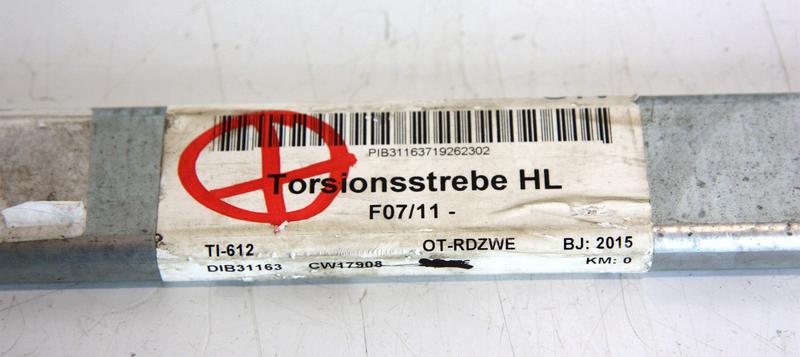 PIB31163719262302
Torsionsstrebe HL
F07/11 -
TI-612 OT-RDZWE BJ: 2015
DIB31163 CW17908 KM: 0